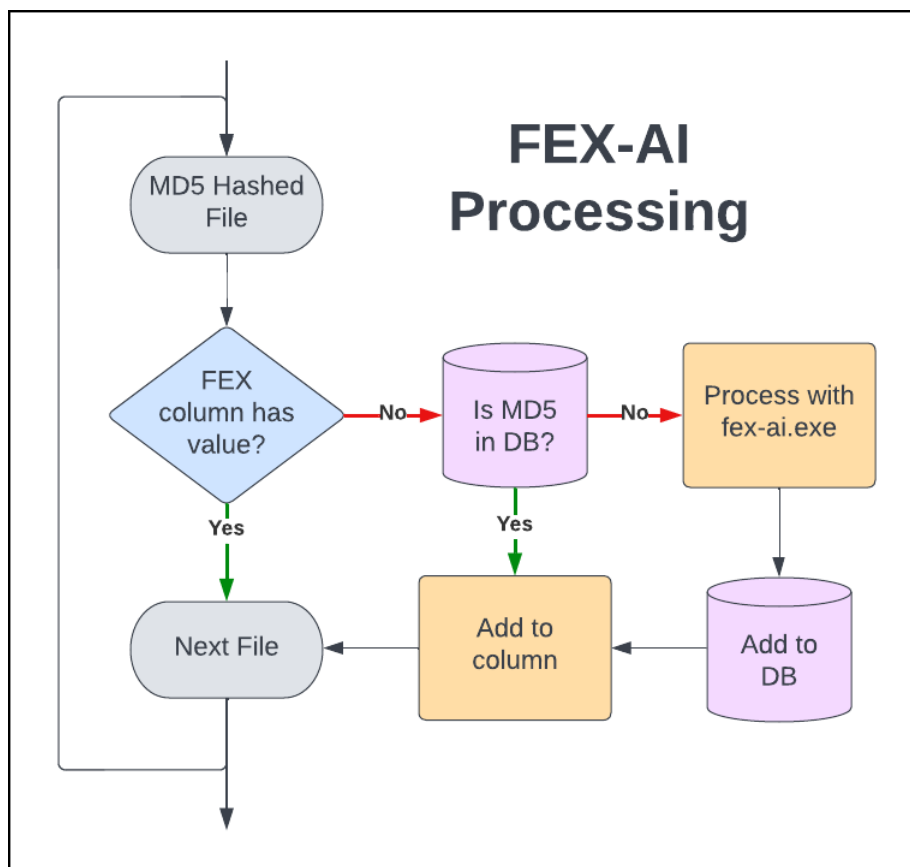 FEX-AI
Processing
MD5 Hashed
File
FEX
column has
value?
No
Is MD5
in DB?
No
Process with
fex-ai.exe
Yes
Yes
Next File
Add to
column
Add to
DB